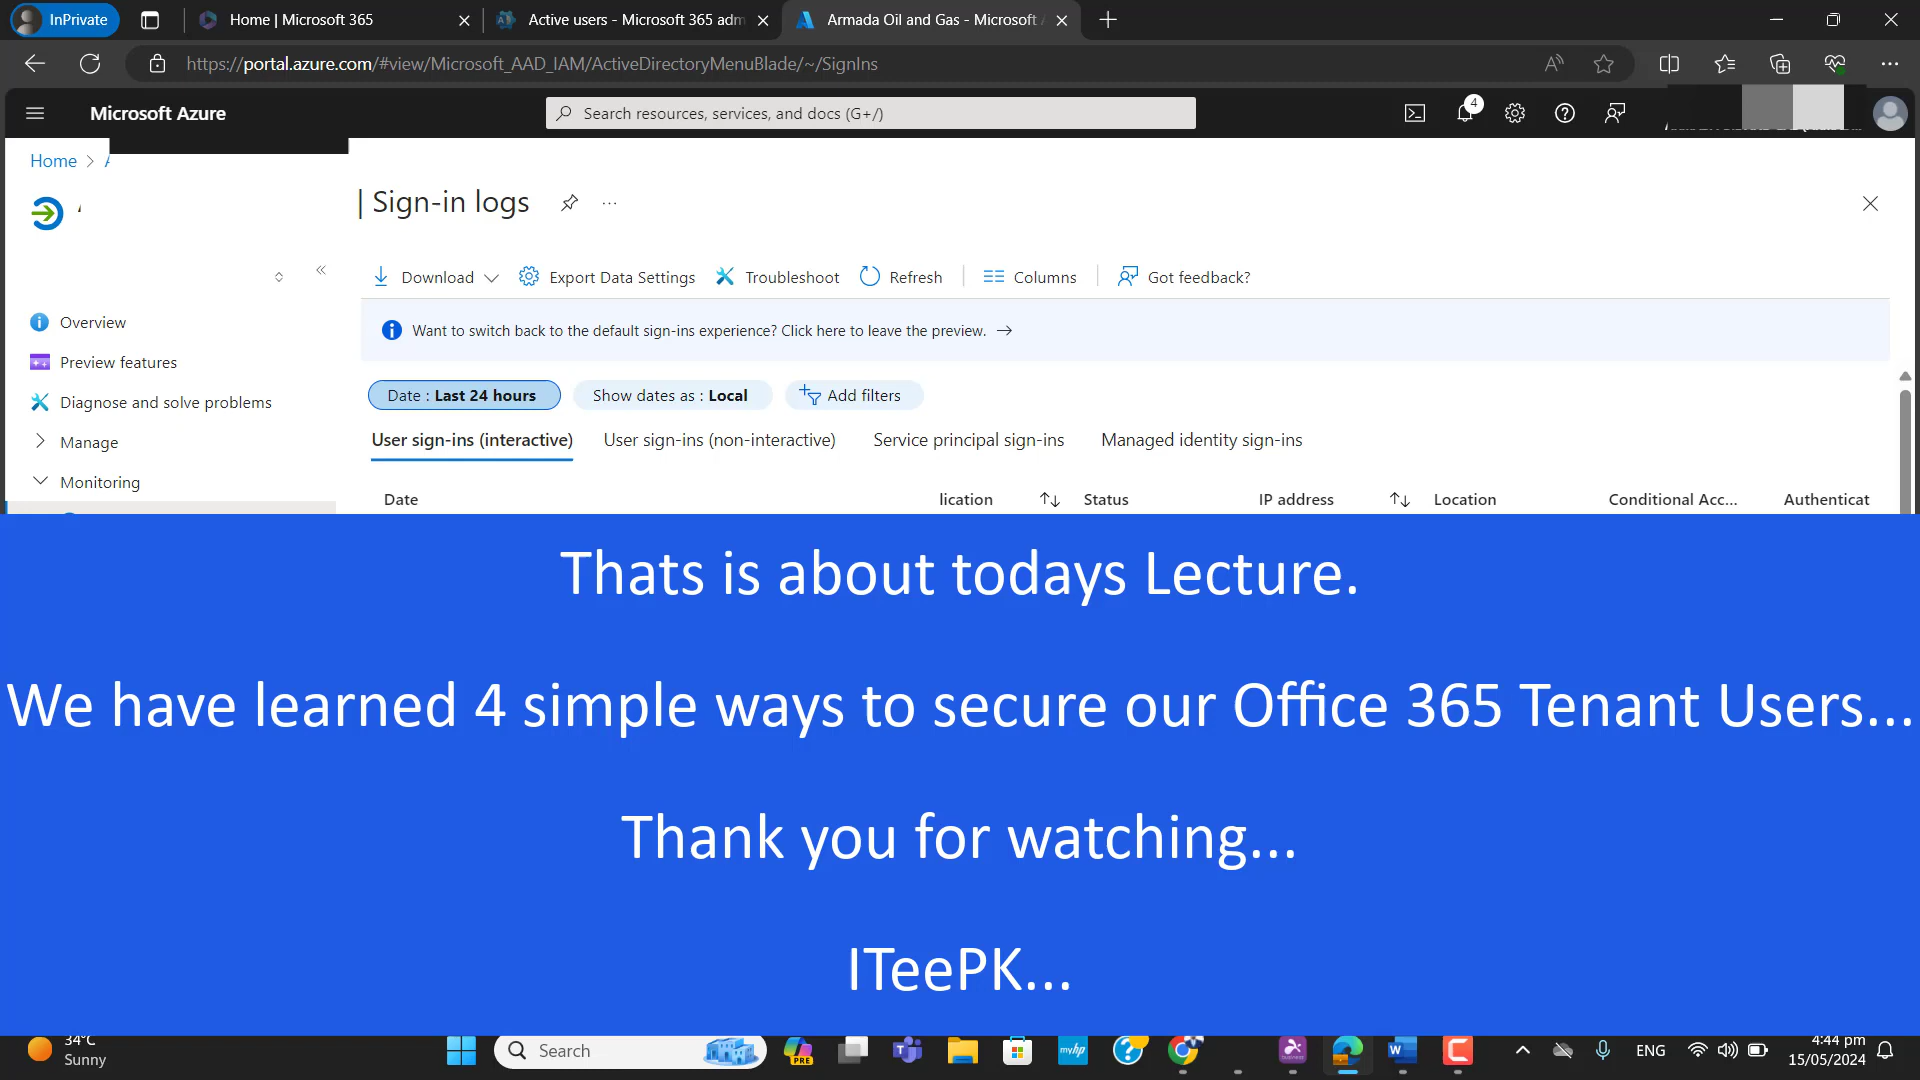 InPrivate
Home | Microsoft 365
Active users - Microsoft 365 adm
Armada Oil and Gas - Microsoft A
https://portal.azure.com/#view/Microsoft_AAD_IAM/ActiveDirectoryMenuBlade/~/SignIns
Microsoft Azure
Search resources, services, and docs (G+/)
4
Home >
| Sign-in logs
...
Download
Export Data Settings
Troubleshoot
Refresh
Columns
Got feedback?
Want to switch back to the default sign-ins experience? Click here to leave the preview. →
Overview
Preview features
Diagnose and solve problems
Manage
Monitoring
Date : Last 24 hours
Show dates as : Local
Add filters
User sign-ins (interactive)
User sign-ins (non-interactive)
Service principal sign-ins
Managed identity sign-ins
Date
lication
Status
IP address
Location
Conditional Acc...
Authenticat
Thats is about todays Lecture.
We have learned 4 simple ways to secure our Office 365 Tenant Users...
Thank you for watching...
ITeePK...
34°C
Sunny
Search
PRE
myhp
ENG
4:44 pm
15/05/2024